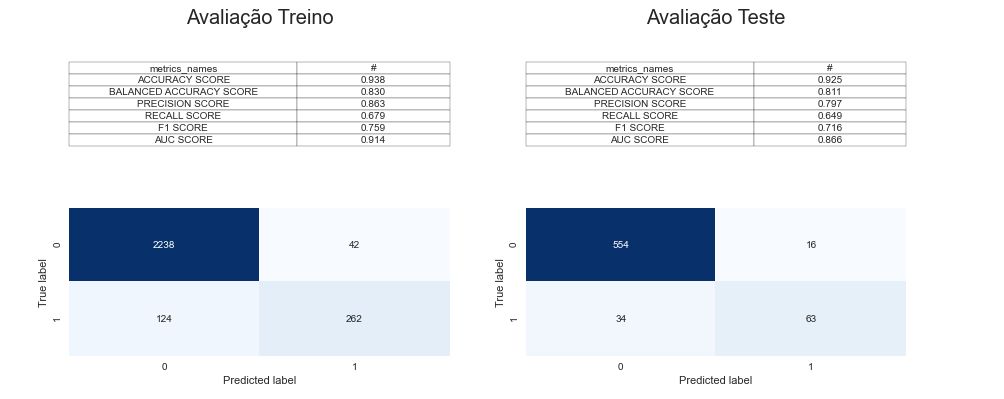 Avaliação Treino
metrics_names #
ACCURACY SCORE 0.938
BALANCED ACCURACY SCORE 0.830
PRECISION SCORE 0.863
RECALL SCORE 0.679
F1 SCORE 0.759
AUC SCORE 0.914
True label
0
1
2238 42
124 262
0 1
Predicted label
Avaliação Teste
metrics_names #
ACCURACY SCORE 0.925
BALANCED ACCURACY SCORE 0.811
PRECISION SCORE 0.797
RECALL SCORE 0.649
F1 SCORE 0.716
AUC SCORE 0.866
True label
0
1
554 16
34 63
0 1
Predicted label